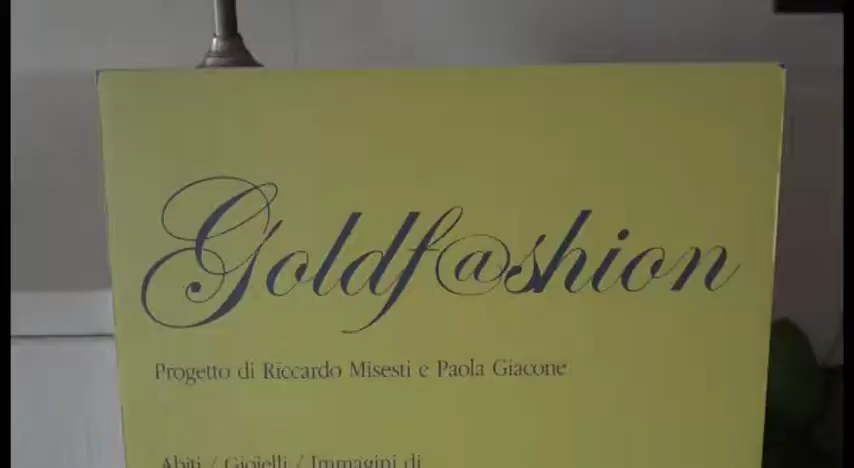 Goldf@shion
Progetto di Riccardo Misesti e Paola Giacone
Abiti / Gioielli / Immagini di